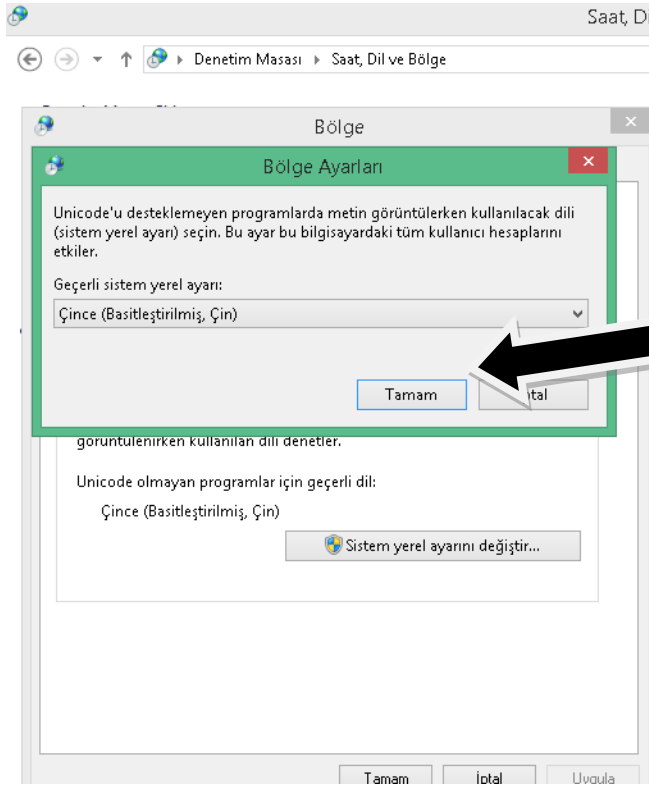 Saat, Di
Denetim Masası Saat, Dil ve Bölge
Bölge
Bölge Ayarları
Unicode'u desteklemeyen programlarda metin görüntülerken kullanılacak dili
(sistem yerel ayarı) seçin. Bu ayar bu bilgisayardaki tüm kullanıcı hesaplarını
etkiler.
Geçerli sistem yerel ayarı:
Çince (Basitleştirilmiş, Çin)
Tamam tal
görüntülenirken kullanılan dili denetler.
Unicode olmayan programlar için geçerli dil:
Çince (Basitleştirilmiş, Çin)
Sistem yerel ayarını değiştir...
Tamam İptal Uygula